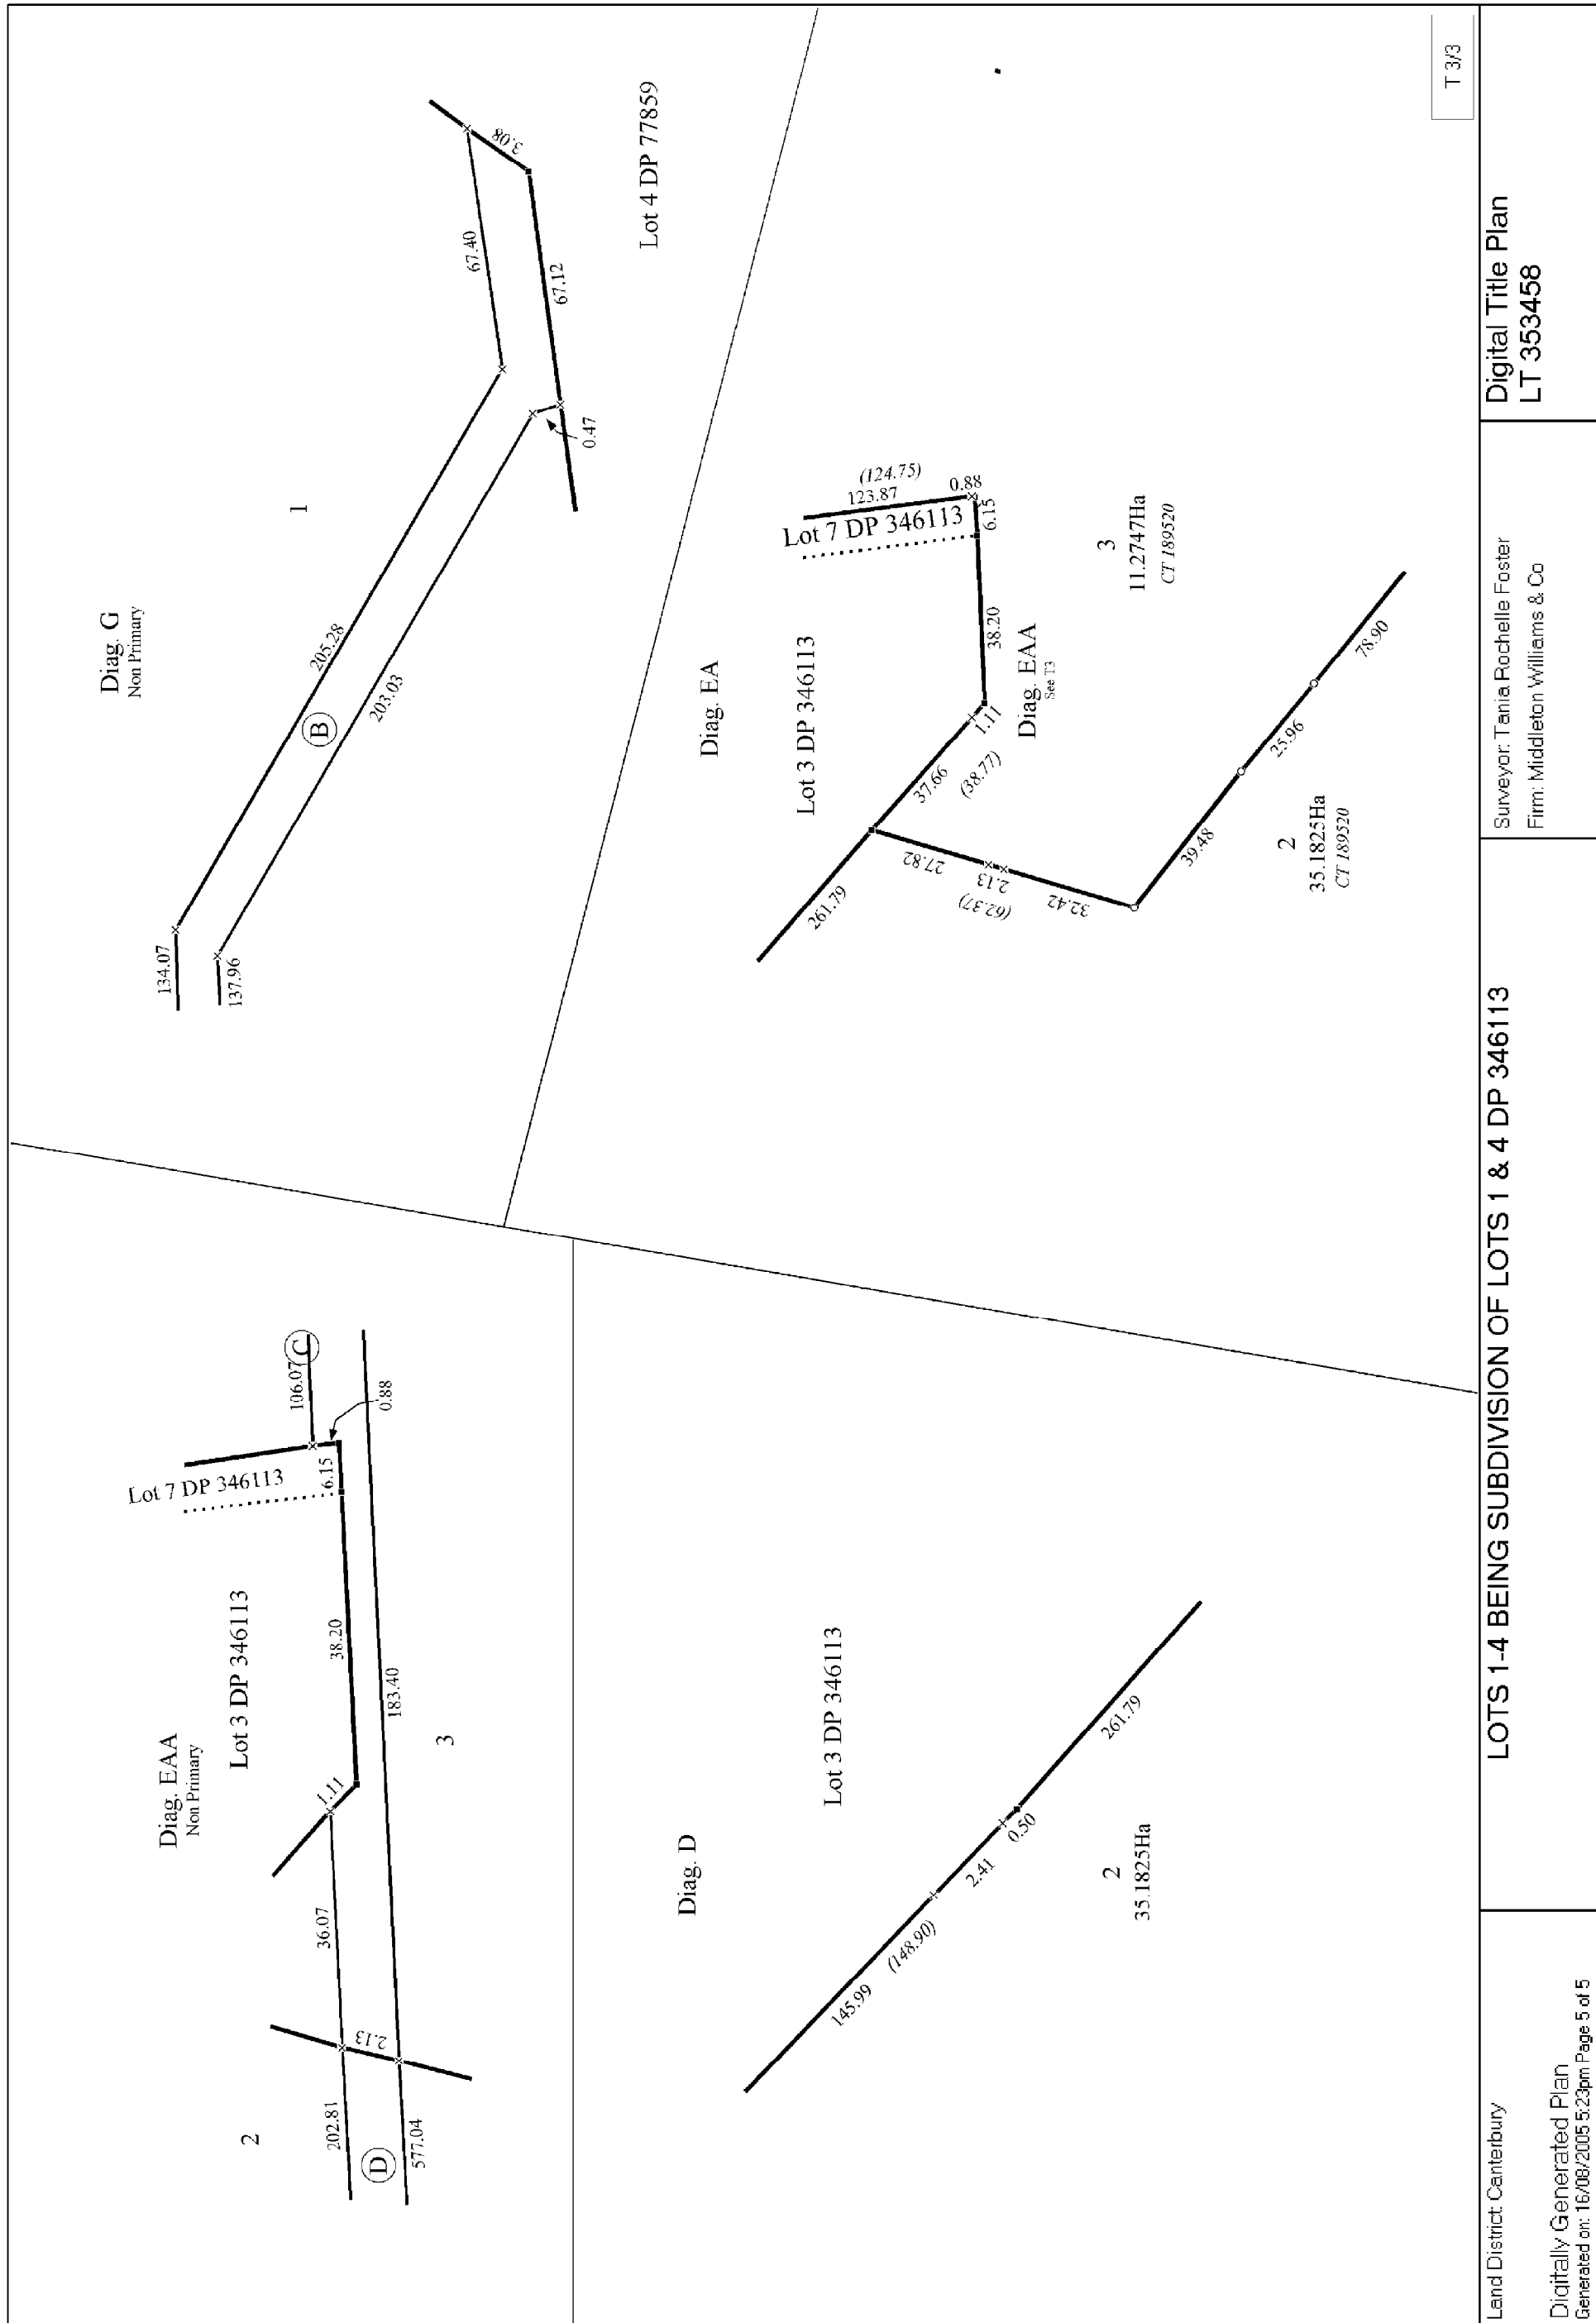 Diag. EAA
Non Primary
Lot 3 DP 346113
Lot 7 DP 346113
2
202.81
D
577.04
2.13
36.07
1.11
38.20
6.15
106.07
C
0.88
183.40
3
Diag. G
Non Primary
134.07
137.96
B
205.28
203.03
1
67.40
3.08
67.12
0.47
Lot 4 DP 77859
Diag. D
Lot 3 DP 346113
145.99
(148.90)
2.41
0.50
261.79
2
35.1825Ha
Diag. EA
Lot 3 DP 346113
Lot 7 DP 346113
261.79
37.66
(38.77)
1.11
27.82
2.13
(62.37)
32.42
38.20
6.15
0.88
123.87
(124.75)
Diag. EAA
See T3
3
11.2747Ha
CT 189520
39.48
25.96
78.90
2
35.1825Ha
CT 189520
T 3/3
Land District: Canterbury
Digitally Generated Plan
Generated on: 16/08/2005 5:23pm Page 5 of 5
LOTS 1-4 BEING SUBDIVISION OF LOTS 1 & 4 DP 346113
Surveyor: Tania Rochelle Foster
Firm: Middleton Williams & Co
Digital Title Plan
LT 353458